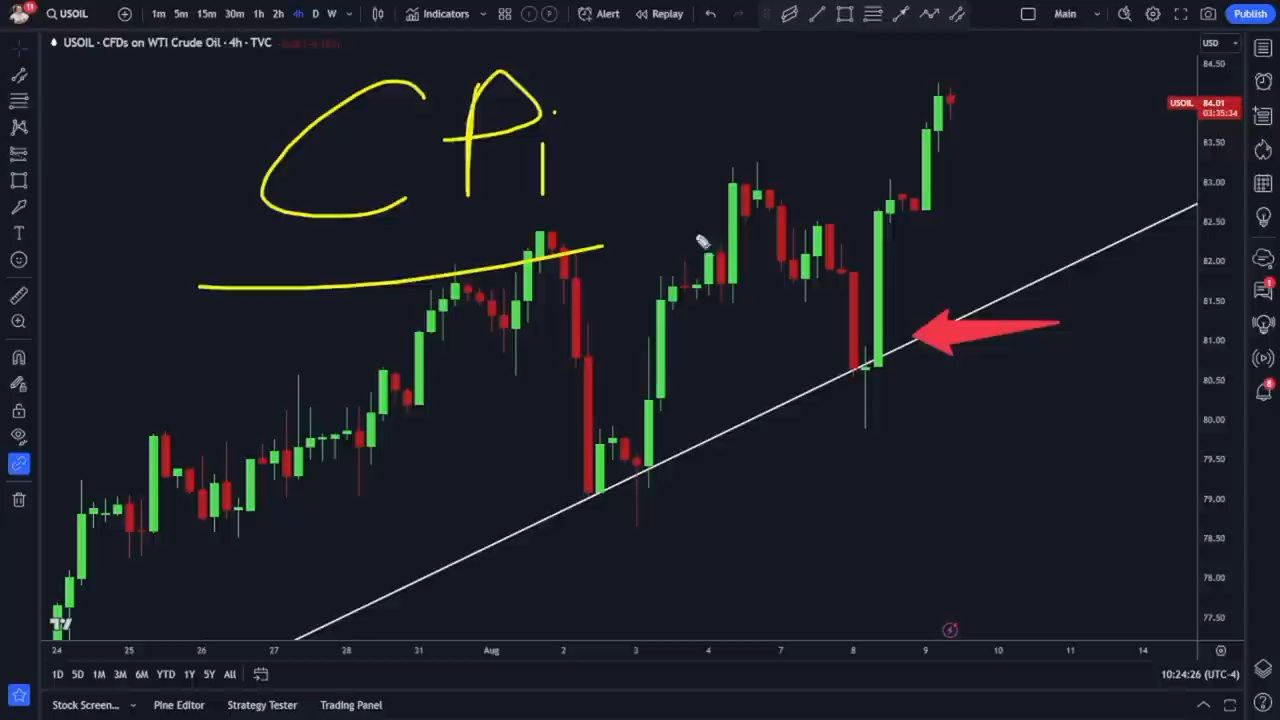 11
USOIL
1m 5m 15m 30m 1h 2h 4h D W
Indicators
Alert
Replay
Main
Publish
USOIL · CFDs on WTI Crude Oil · 4h · TVC
USD
CPi
84.50
USOIL 84.01
03:35:34
83.50
83.00
82.50
82.00
81.50
81.00
80.50
80.00
79.50
79.00
78.50
78.00
77.50
1
8
24 25 26 27 28 31 Aug 2 3 4 7 8 9 10 11 14
1D 5D 1M 3M 6M YTD 1Y 5Y All
10:24:26 (UTC-4)
Stock Screen... Pine Editor Strategy Tester Trading Panel